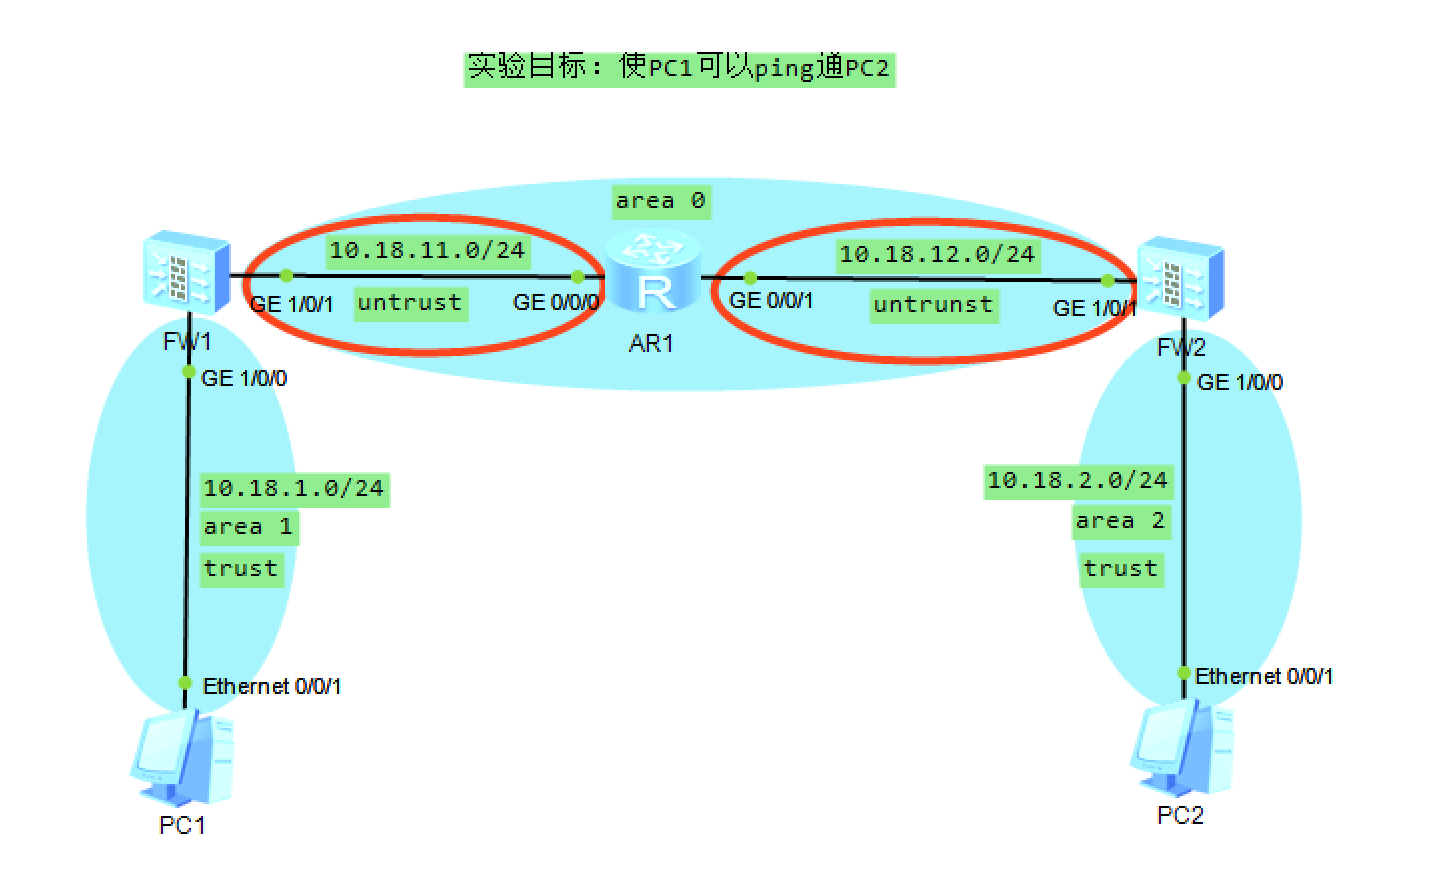 实验目标：使PC1可以ping通PC2
area 0
10.18.11.0/24
10.18.12.0/24
GE 1/0/1
untrust
GE 0/0/0
R
GE 0/0/1
untrunst
GE 1/0/1
FW1
AR1
FW2
GE 1/0/0
GE 1/0/0
10.18.1.0/24
area 1
trust
10.18.2.0/24
area 2
trust
Ethernet 0/0/1
Ethernet 0/0/1
PC1
PC2